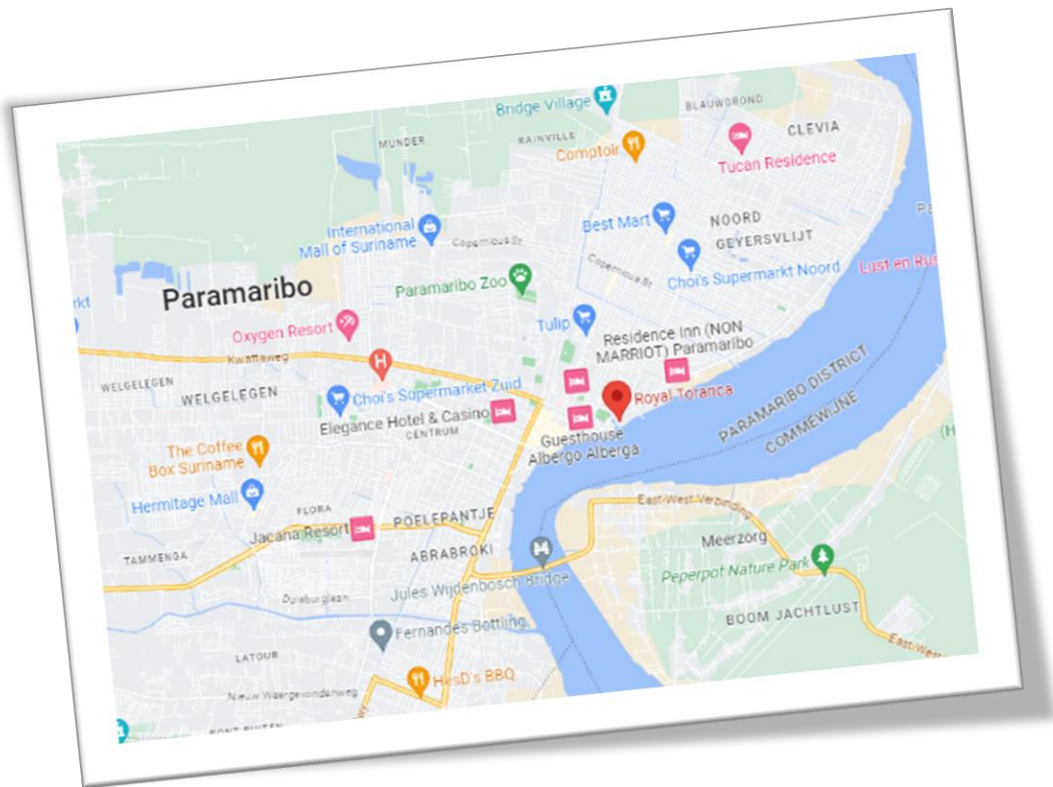 Bridge Village
BLAUWGROND
CLEVIA
MUNDER
RAINVILLE
Comptoir
Tucan Residence
International
Mall of Suriname
Copernicus St
Best Mart
NOORD
GEYERSVLIJT
Paramaribo Zoo
Copernicus St
Choi's Supermarkt Noord
Lust en Rus
rkt
Paramaribo
Oxygen Resort
Tulip
Residence Inn (NON
MARRIOT) Paramaribo
Kwattaweg
H
WELGELEGEN
WELGELEGEN
Choi's Supermarket Zuid
Royal Toranca
Elegance Hotel & Casino
CENTRUM
Guesthouse
Albergo Alberga
PARAMARIBO DISTRICT
COMMEWIJNE
The Coffee
Box Suriname
Hermitage Mall
FLORA
Jacana Resort
POELEPANTJE
East-West Verbinding
(H
TAMMENGA
ABRABROKI
Meerzorg
Jules Wijdenbosch Bridge
Peperpot Nature Park
Duisburglaan
BOOM JACHTLUST
Fernandes Bottling
East-West
LATOUR
HesD's BBQ
Nieuw Weergevondenweg